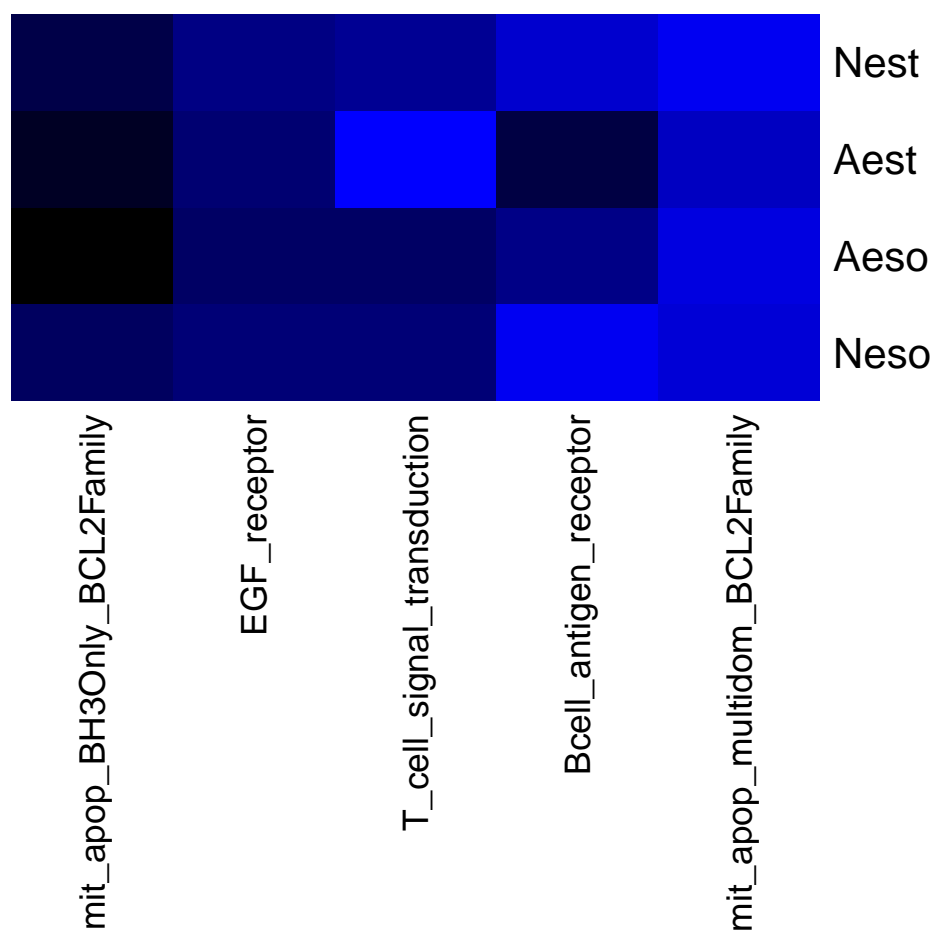 Nest
Aest
Aeso
Neso
mit_apop_BH3Only_BCL2Family
EGF_receptor
T_cell_signal_transduction
Bcell_antigen_receptor
mit_apop_multidom_BCL2Family